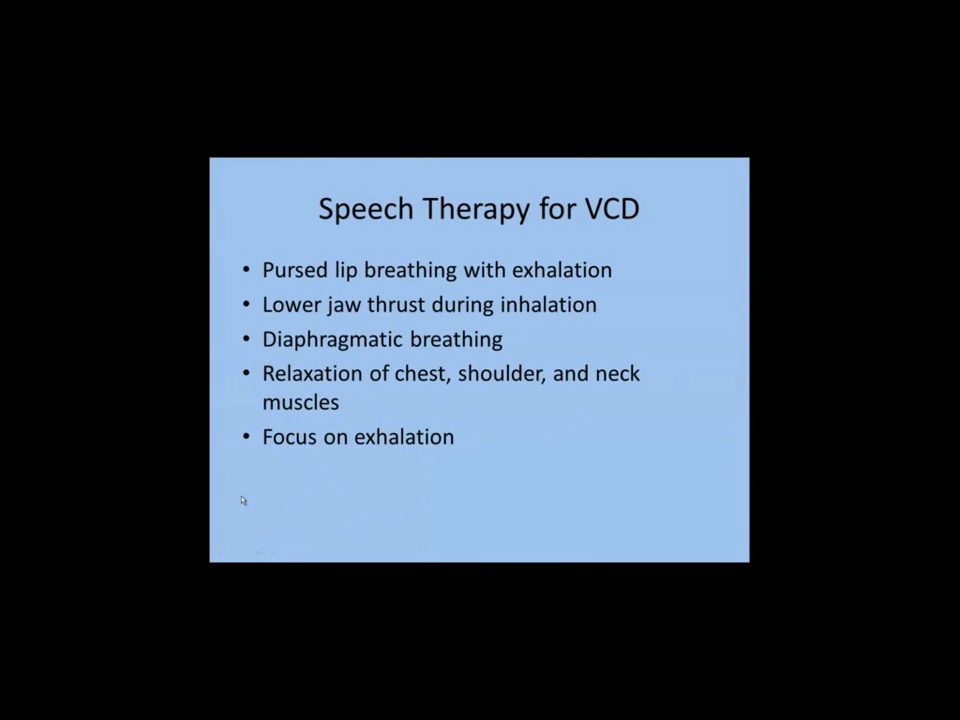 Speech Therapy for VCD
• Pursed lip breathing with exhalation
• Lower jaw thrust during inhalation
• Diaphragmatic breathing
• Relaxation of chest, shoulder, and neck
muscles
• Focus on exhalation